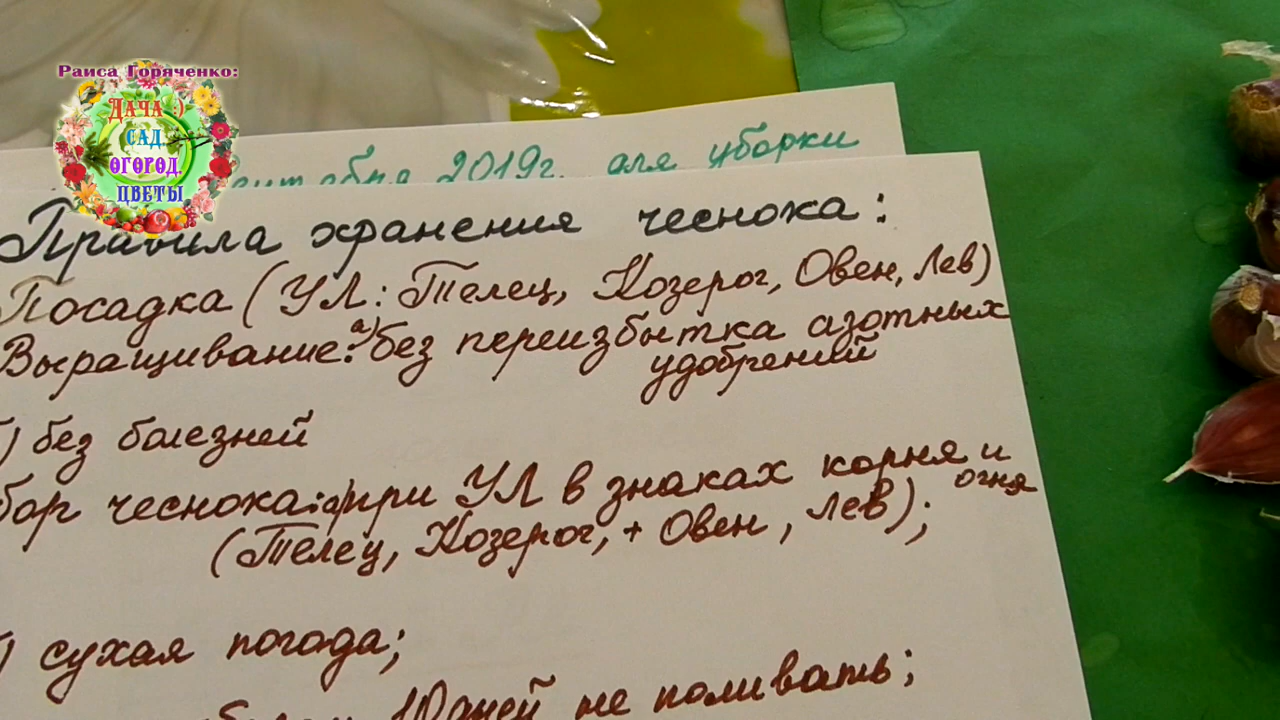 Раиса Горяченко:
Дача :)
сад.
огород.
цветы
2019г. для уборки
Правила хранения чеснока:
Посадка (УЛ: Телец, Козерог, Овен, Лев)
Выращивание: а) без переизбытка азотных
удобрений
б) без болезней
бор чеснока: а) при УЛ в знаках корня и
огня
(Телец, Козерог, + Овен, Лев);
сухая погода;
10 дней не поливать;